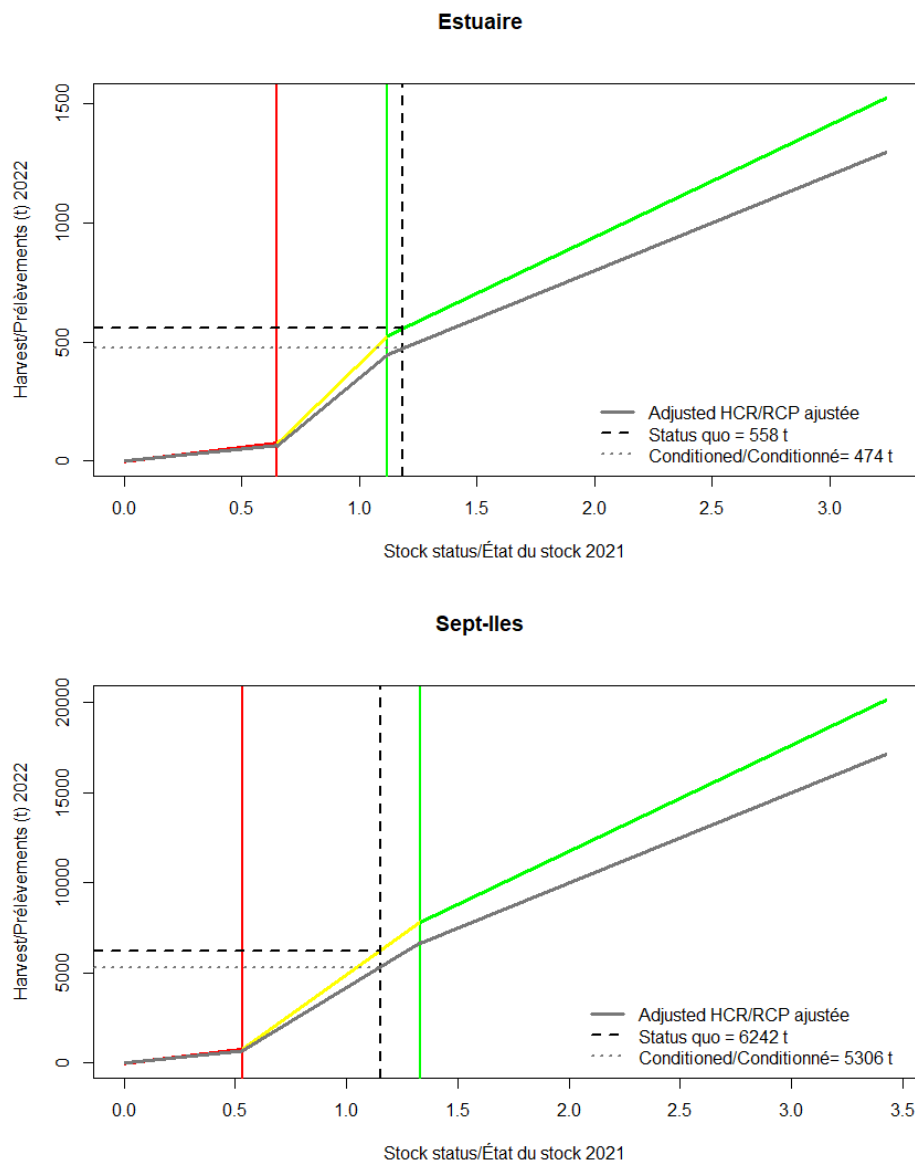 Estuaire
Harvest/Prélèvements (t) 2022
1500
1000
500
0
Adjusted HCR/RCP ajustée
Status quo = 558 t
Conditioned/Conditionné= 474 t
0.0 0.5 1.0 1.5 2.0 2.5 3.0
Stock status/État du stock 2021
Sept-Iles
Harvest/Prélèvements (t) 2022
20000
15000
10000
5000
0
Adjusted HCR/RCP ajustée
Status quo = 6242 t
Conditioned/Conditionné= 5306 t
0.0 0.5 1.0 1.5 2.0 2.5 3.0 3.5
Stock status/État du stock 2021